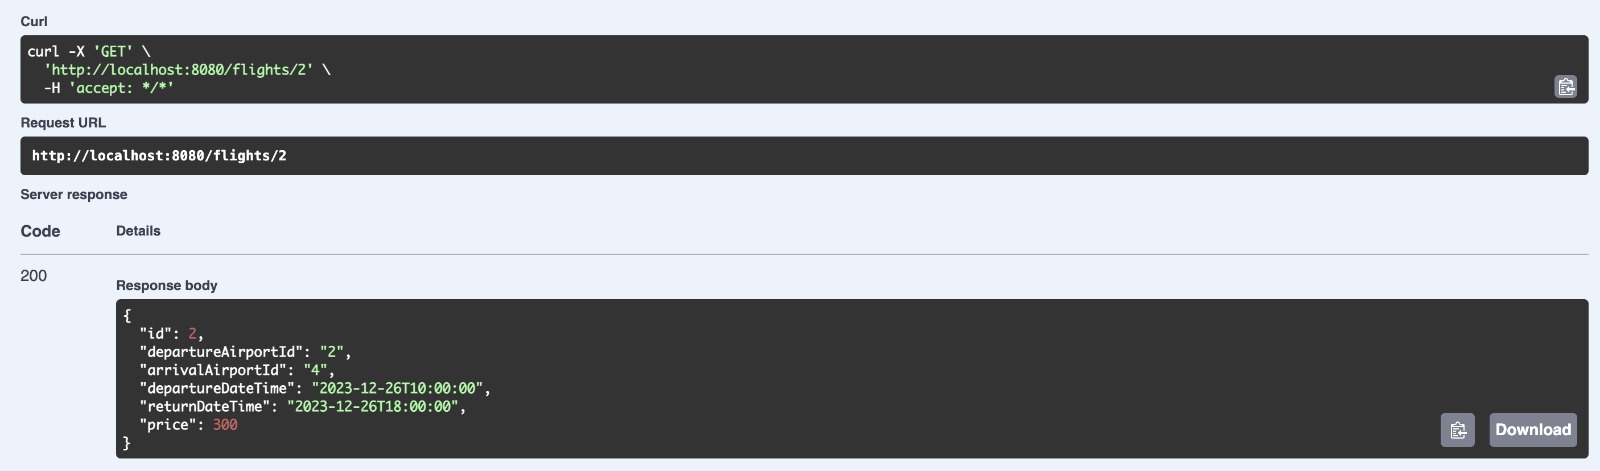 Curl
curl -X 'GET' \
  'http://localhost:8080/flights/2' \
  -H 'accept: */*'
Request URL
http://localhost:8080/flights/2
Server response
Code Details
200
Response body
{
  "id": 2,
  "departureAirportId": "2",
  "arrivalAirportId": "4",
  "departureDateTime": "2023-12-26T10:00:00",
  "returnDateTime": "2023-12-26T18:00:00",
  "price": 300
}
Download